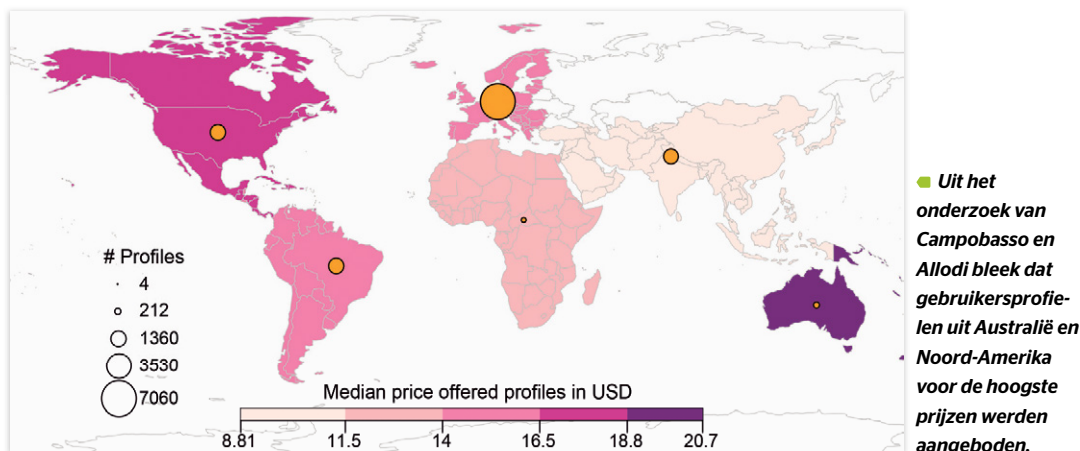 # Profiles
4
212
1360
3530
7060
Median price offered profiles in USD
8.81 11.5 14 16.5 18.8 20.7
Uit het
onderzoek van
Campobasso en
Allodi bleek dat
gebruikersprofie-
len uit Australië en
Noord-Amerika
voor de hoogste
prijzen werden
aangeboden.